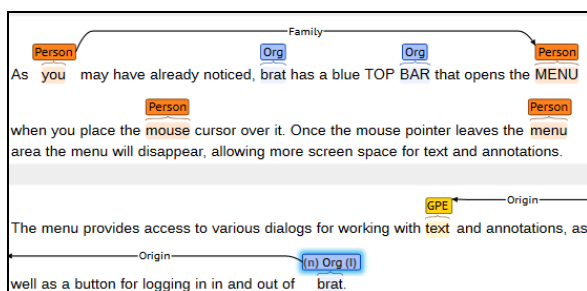 Family
Person Org Org Person
As you may have already noticed, brat has a blue TOP BAR that opens the MENU
Person Person
when you place the mouse cursor over it. Once the mouse pointer leaves the menu
area the menu will disappear, allowing more screen space for text and annotations.
GPE Origin
The menu provides access to various dialogs for working with text and annotations, as
Origin (n) Org (l)
well as a button for logging in in and out of brat.